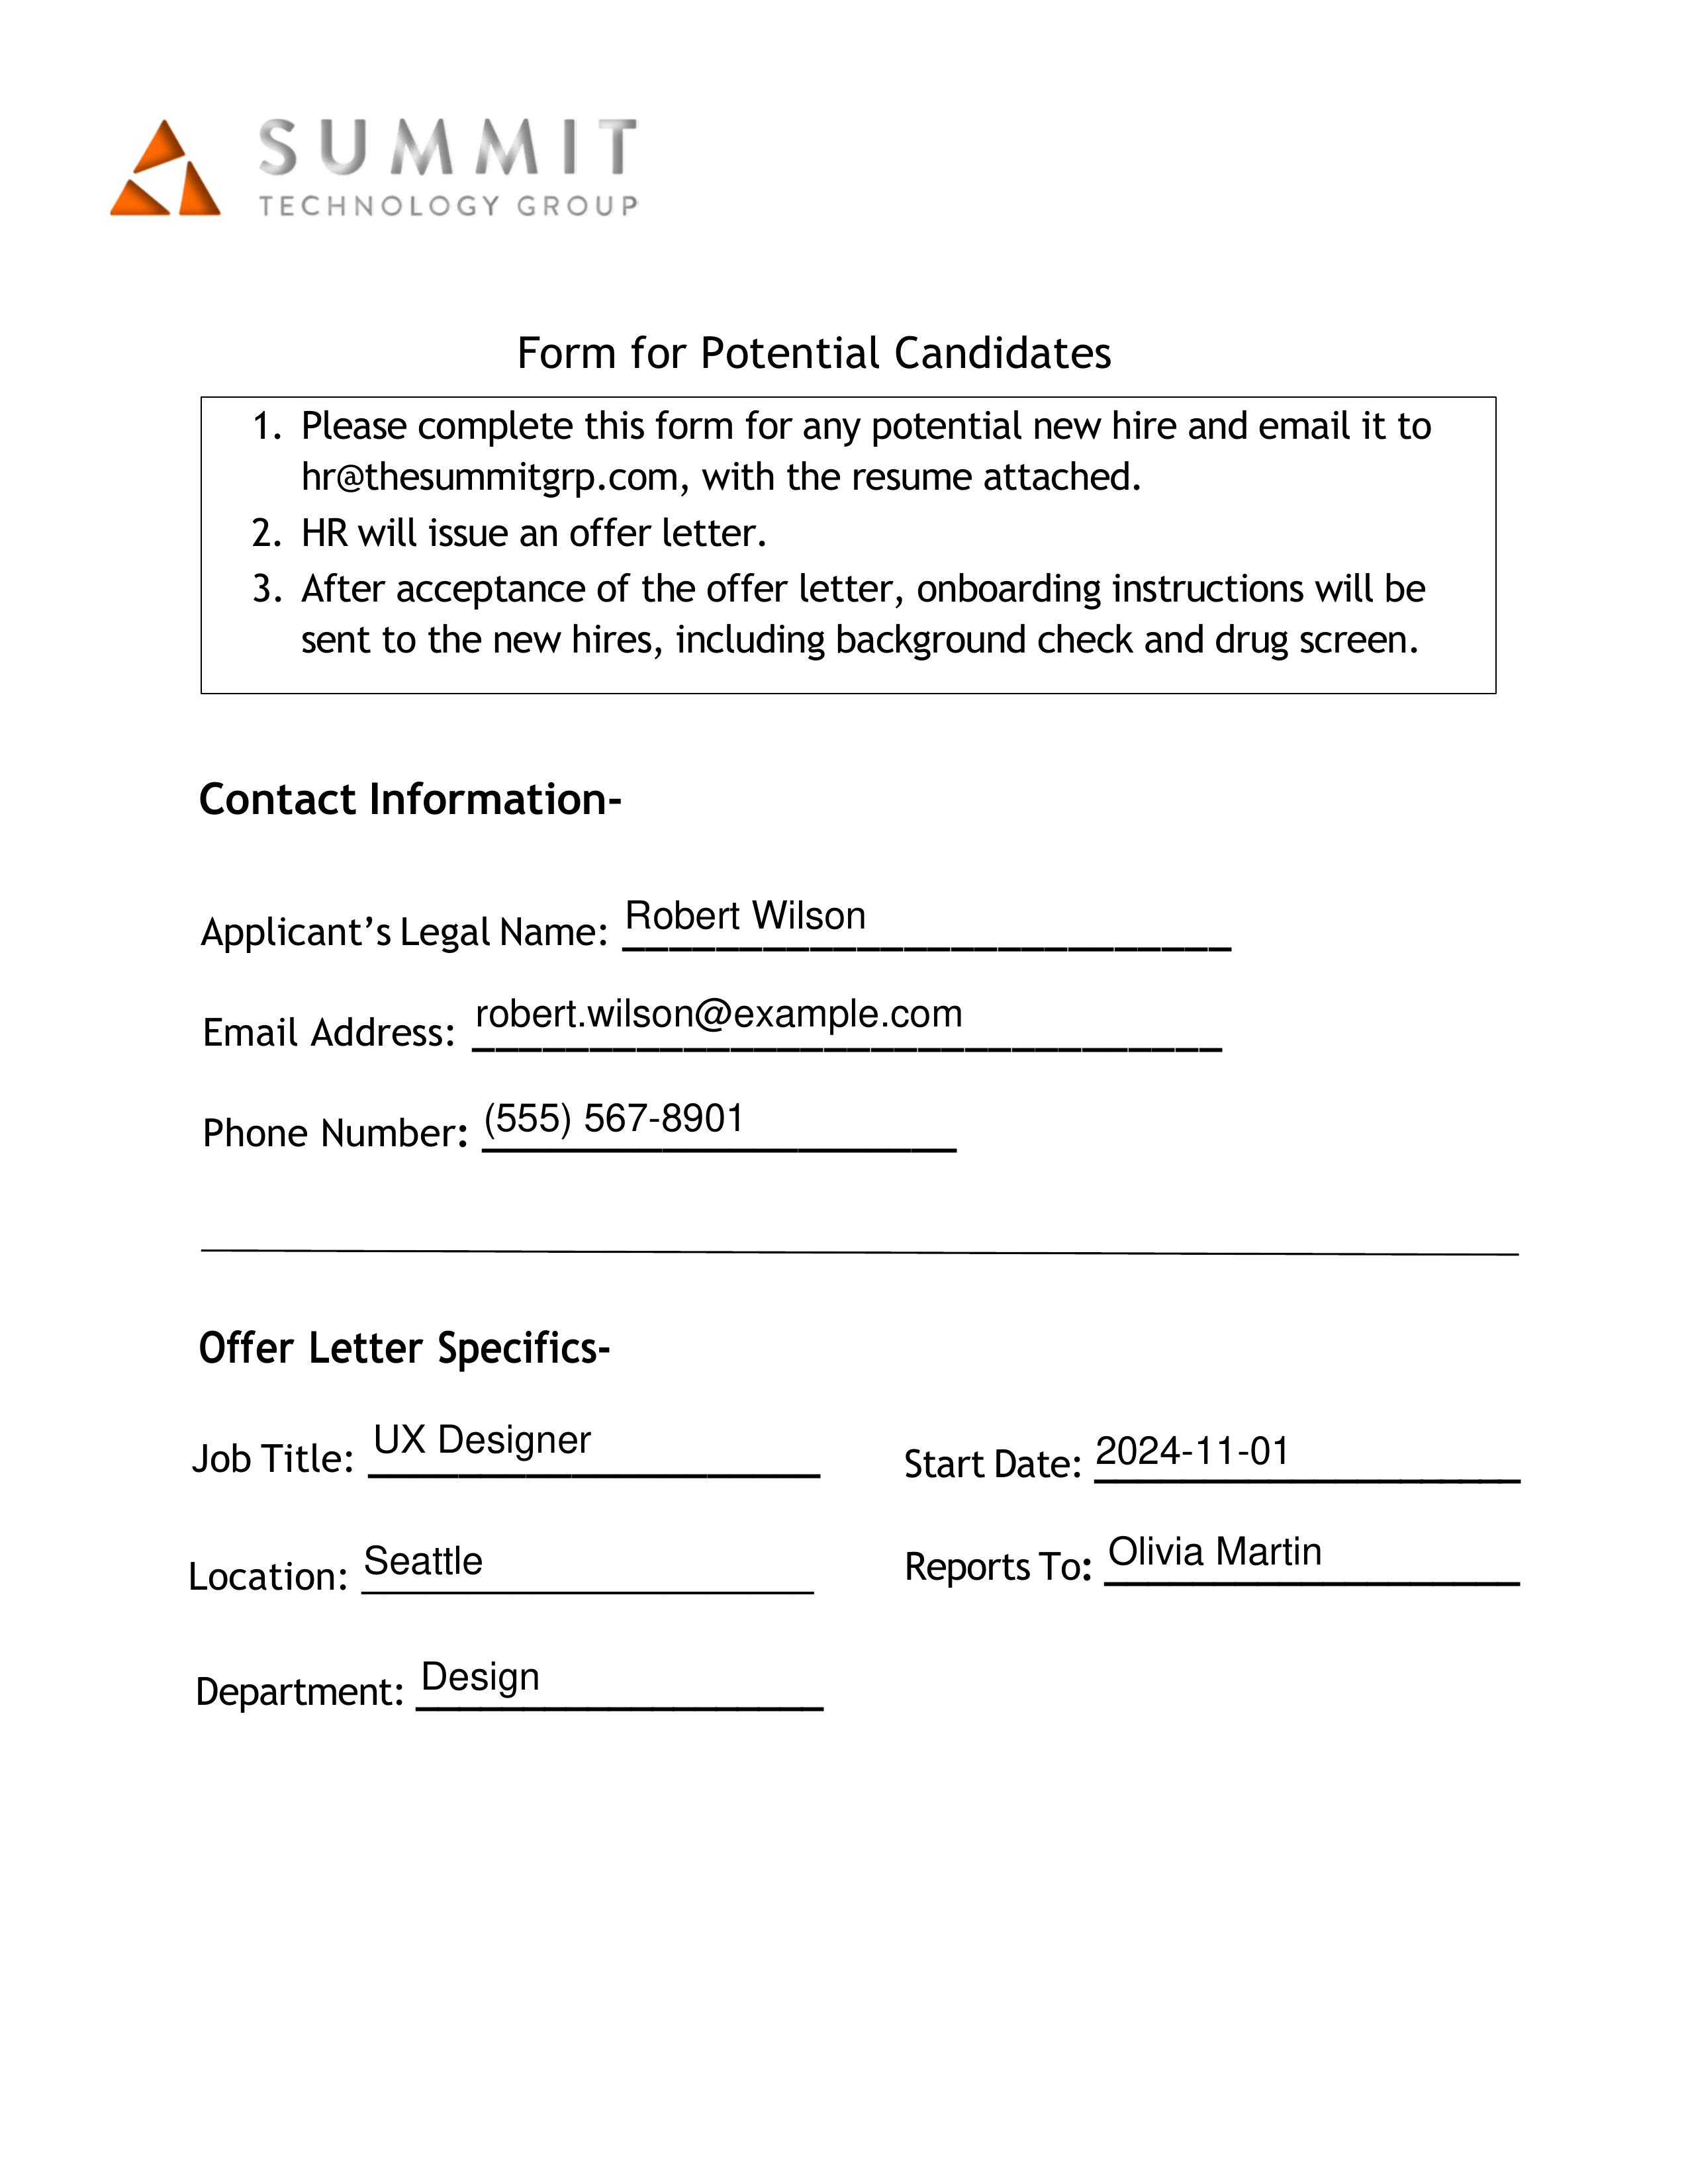 SUMMIT
TECHNOLOGY GROUP
Form for Potential Candidates
1. Please complete this form for any potential new hire and email it to
hr@thesummitgrp.com, with the resume attached.
2. HR will issue an offer letter.
3. After acceptance of the offer letter, onboarding instructions will be
sent to the new hires, including background check and drug screen.
Contact Information-
Applicant’s Legal Name: Robert Wilson
Email Address: robert.wilson@example.com
Phone Number: (555) 567-8901
Offer Letter Specifics-
Job Title: UX Designer
Start Date: 2024-11-01
Location: Seattle
Reports To: Olivia Martin
Department: Design